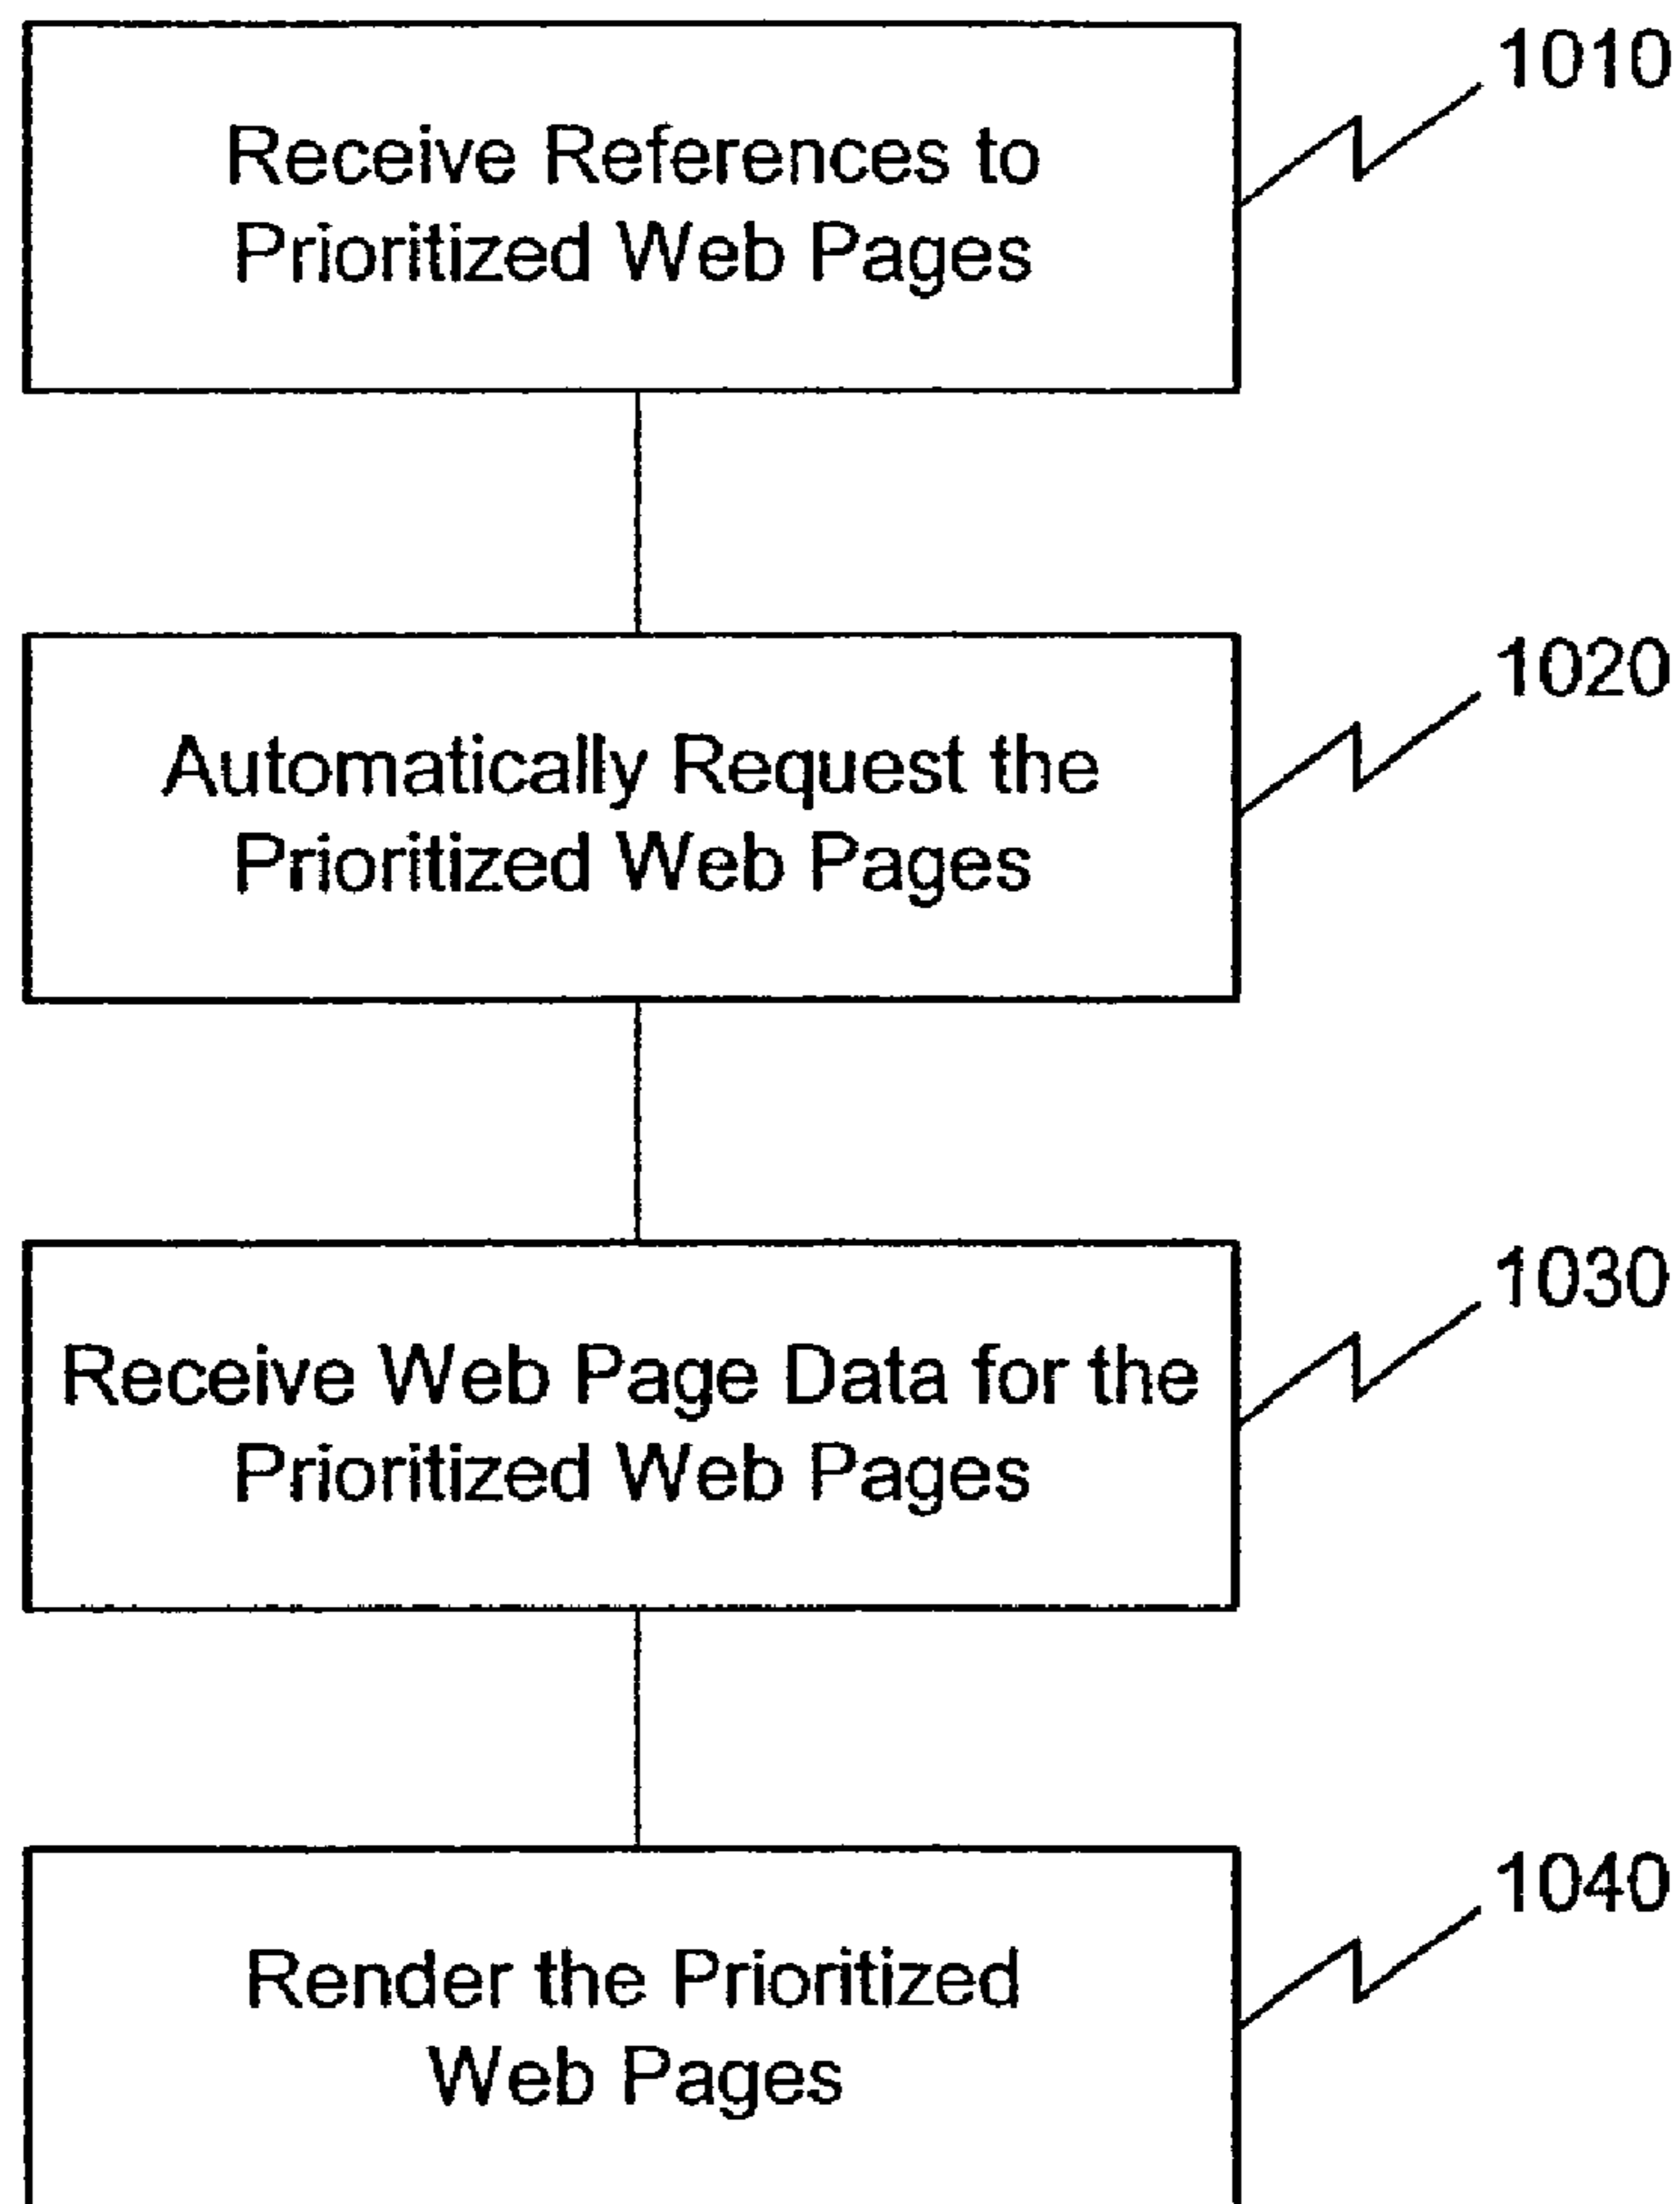 1010
Receive References to
Prioritized Web Pages
1020
Automatically Request the
Prioritized Web Pages
1030
Receive Web Page Data for the
Prioritized Web Pages
1040
Render the Prioritized
Web Pages